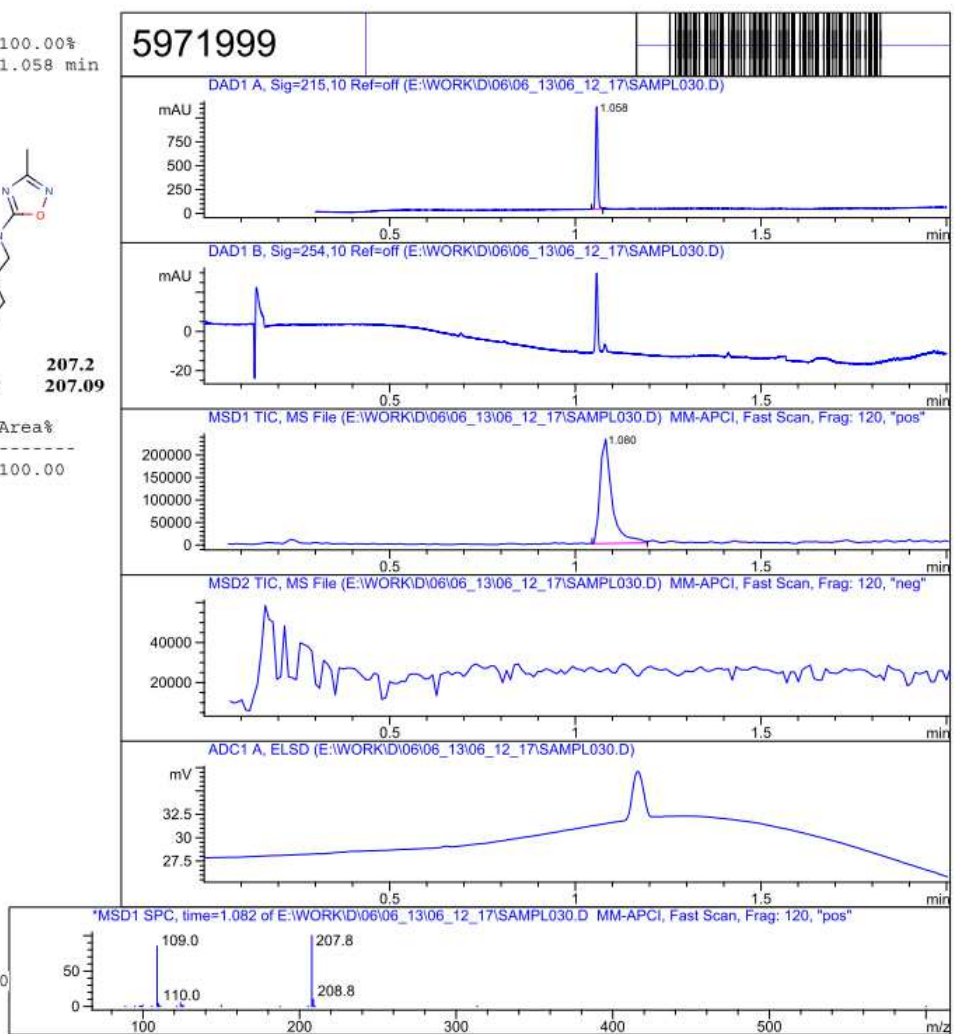 100.00%
1.058 min
5971999
DAD1 A, Sig=215,10 Ref=off (E:\WORK\D\06\06_13\06_12_17\SAMPL030.D)
mAU
1.058
750
500
250
0
0.5
1
1.5
min
N
N
O
DAD1 B, Sig=254,10 Ref=off (E:\WORK\D\06\06_13\06_12_17\SAMPL030.D)
mAU
0
-20
0.5
1
1.5
min
207.2
207.09
MSD1 TIC, MS File (E:\WORK\D\06\06_13\06_12_17\SAMPL030.D) MM-APCI, Fast Scan, Frag: 120, "pos"
1.080
200000
150000
100000
50000
0
0.5
1
1.5
min
Area%
-------
100.00
MSD2 TIC, MS File (E:\WORK\D\06\06_13\06_12_17\SAMPL030.D) MM-APCI, Fast Scan, Frag: 120, "neg"
40000
20000
0.5
1
1.5
min
ADC1 A, ELSD (E:\WORK\D\06\06_13\06_12_17\SAMPL030.D)
mV
32.5
30
27.5
0.5
1
1.5
min
*MSD1 SPC, time=1.082 of E:\WORK\D\06\06_13\06_12_17\SAMPL030.D MM-APCI, Fast Scan, Frag: 120, "pos"
109.0
207.8
50
110.0
208.8
0
100
200
300
400
500
m/z